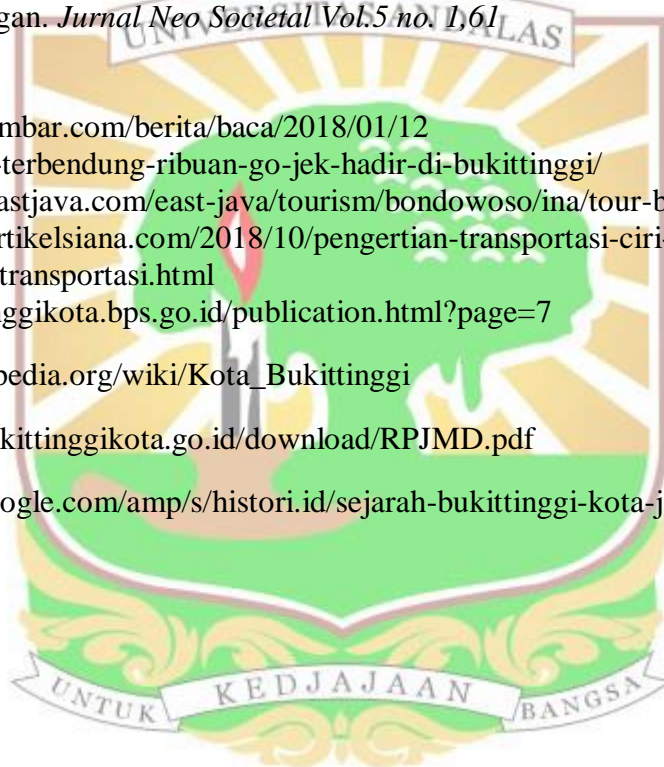 gan. Jurnal Neo Societal Vol.5 no. 1,61
UNIVERSITAS ANDALAS
mbar.com/berita/baca/2018/01/12
-terbendung-ribuan-go-jek-hadir-di-bukittinggi/
astjava.com/east-java/tourism/bondowoso/ina/tour-b
rtikelsiana.com/2018/10/pengertian-transportasi-ciri-
transportasi.html
nggikota.bps.go.id/publication.html?page=7
pedia.org/wiki/Kota_Bukittinggi
kittinggikota.go.id/download/RPJMD.pdf
ogle.com/amp/s/histori.id/sejarah-bukittinggi-kota-j
UNTUK KEDJAJAAN BANGSA